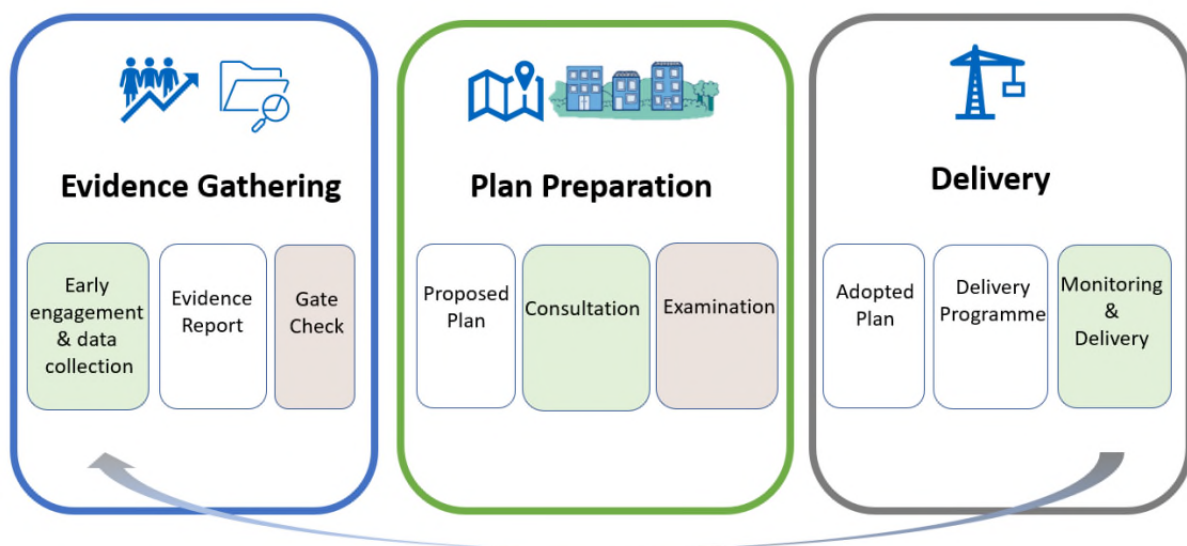 Evidence Gathering
Early
engagement
& data
collection
Evidence
Report
Gate
Check
Plan Preparation
Proposed
Plan
Consultation
Examination
Delivery
Adopted
Plan
Delivery
Programme
Monitoring
&
Delivery